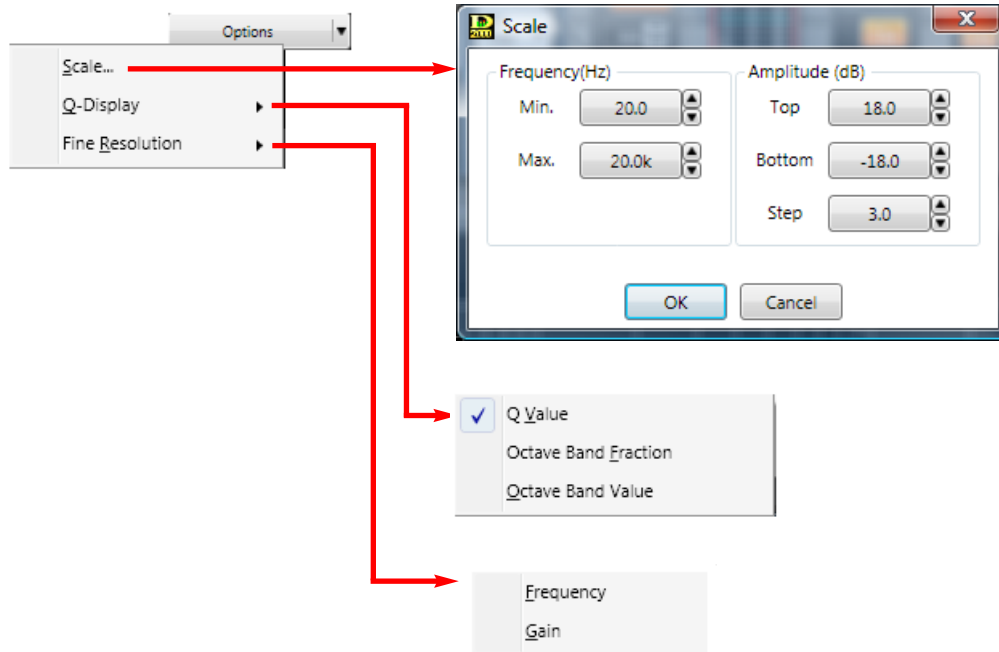 Options
Scale...
Q-Display
Fine Resolution
Scale
Frequency(Hz)
Min. 20.0
Max. 20.0k
Amplitude (dB)
Top 18.0
Bottom -18.0
Step 3.0
OK Cancel
Q Value
Octave Band Fraction
Octave Band Value
Frequency
Gain